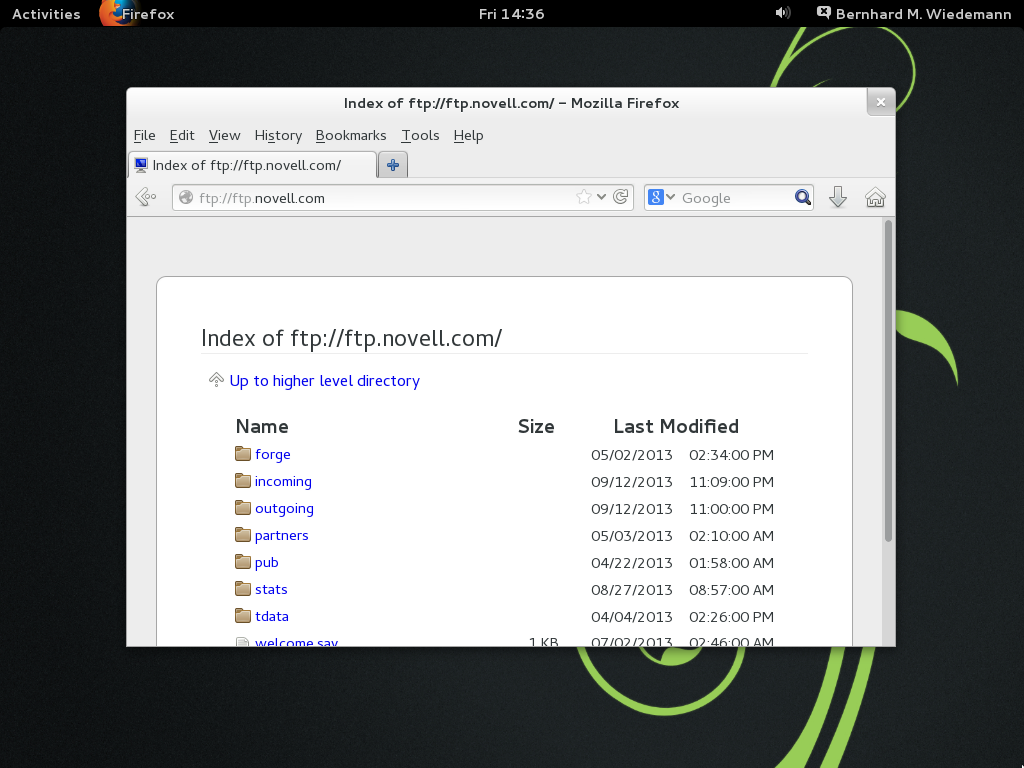 Activities Firefox Fri 14:36 Bernhard M. Wiedemann
Index of ftp://ftp.novell.com/ – Mozilla Firefox
File Edit View History Bookmarks Tools Help
Index of ftp://ftp.novell.com/
ftp://ftp.novell.com 8 Google
Index of ftp://ftp.novell.com/
Up to higher level directory
Name Size Last Modified
forge 05/02/2013 02:34:00 PM
incoming 09/12/2013 11:09:00 PM
outgoing 09/12/2013 11:00:00 PM
partners 05/03/2013 02:10:00 AM
pub 04/22/2013 01:58:00 AM
stats 08/27/2013 08:57:00 AM
tdata 04/04/2013 02:26:00 PM
welcome.sav 1 KB 07/02/2013 02:46:00 AM